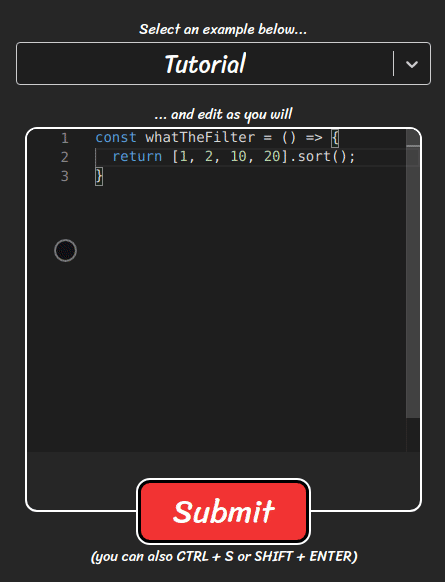 Select an example below...
Tutorial
... and edit as you will
1 const whatTheFilter = () => {
2   return [1, 2, 10, 20].sort();
3 }
Submit
(you can also CTRL + S or SHIFT + ENTER)